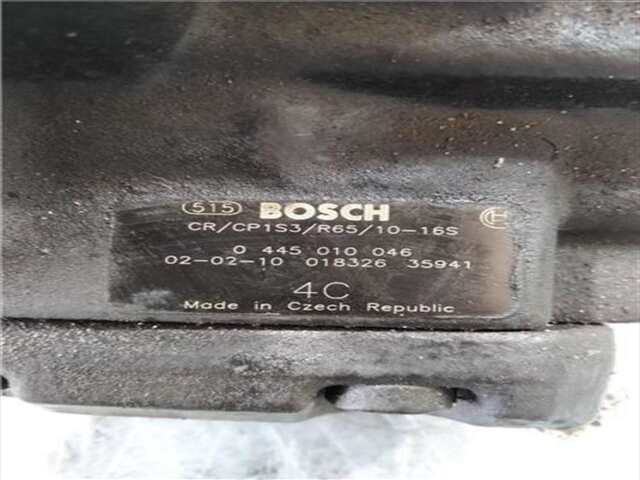 515 BOSCH
CR/CP1S3/R65/10-16S
0 445 010 046
02-02-10 018326 35941
4C
Made in Czech Republic